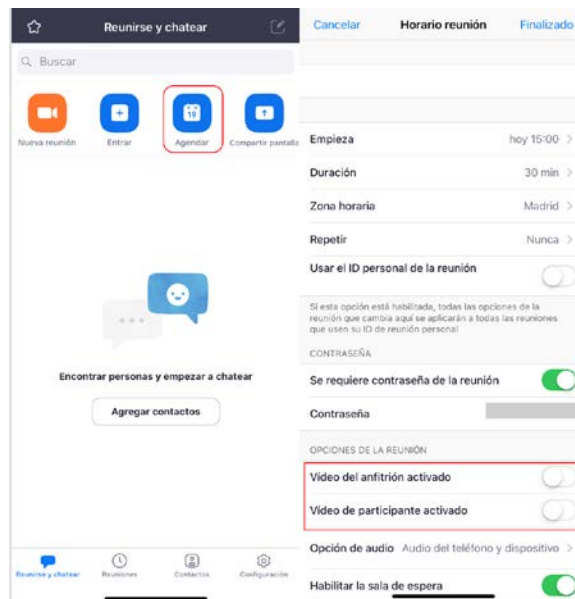 Reunirse y chatear
Buscar
19
Nueva reunión
Entrar
Agendar
Compartir pantalla
Encontrar personas y empezar a chatear
Agregar contactos
Reunirse y chatear
Reuniones
Contactos
Configuración
Cancelar
Horario reunión
Finalizado
Empieza hoy 15:00
Duración 30 min
Zona horaria Madrid
Repetir Nunca
Usar el ID personal de la reunión
Si esta opción está habilitada, todas las opciones de la
reunión que cambia aquí se aplicarán a todas las reuniones
que usen su ID de reunión personal
CONTRASEÑA
Se requiere contraseña de la reunión
Contraseña
OPCIONES DE LA REUNIÓN
Vídeo del anfitrión activado
Vídeo de participante activado
Opción de audio Audio del teléfono y dispositivo
Habilitar la sala de espera